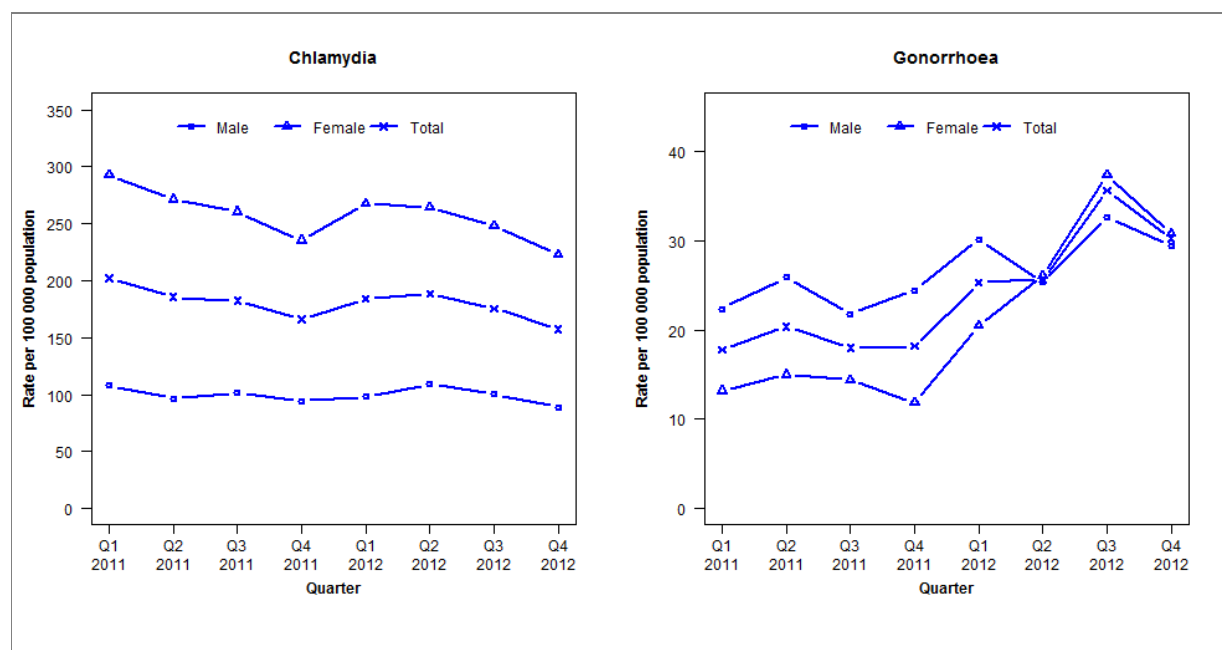 Chlamydia
Rate per 100 000 population
350
300
250
200
150
100
50
0
Male Female Total
Q1 Q2 Q3 Q4 Q1 Q2 Q3 Q4
2011 2011 2011 2011 2012 2012 2012 2012
Quarter
Gonorrhoea
Rate per 100 000 population
40
30
20
10
0
Male Female Total
Q1 Q2 Q3 Q4 Q1 Q2 Q3 Q4
2011 2011 2011 2011 2012 2012 2012 2012
Quarter